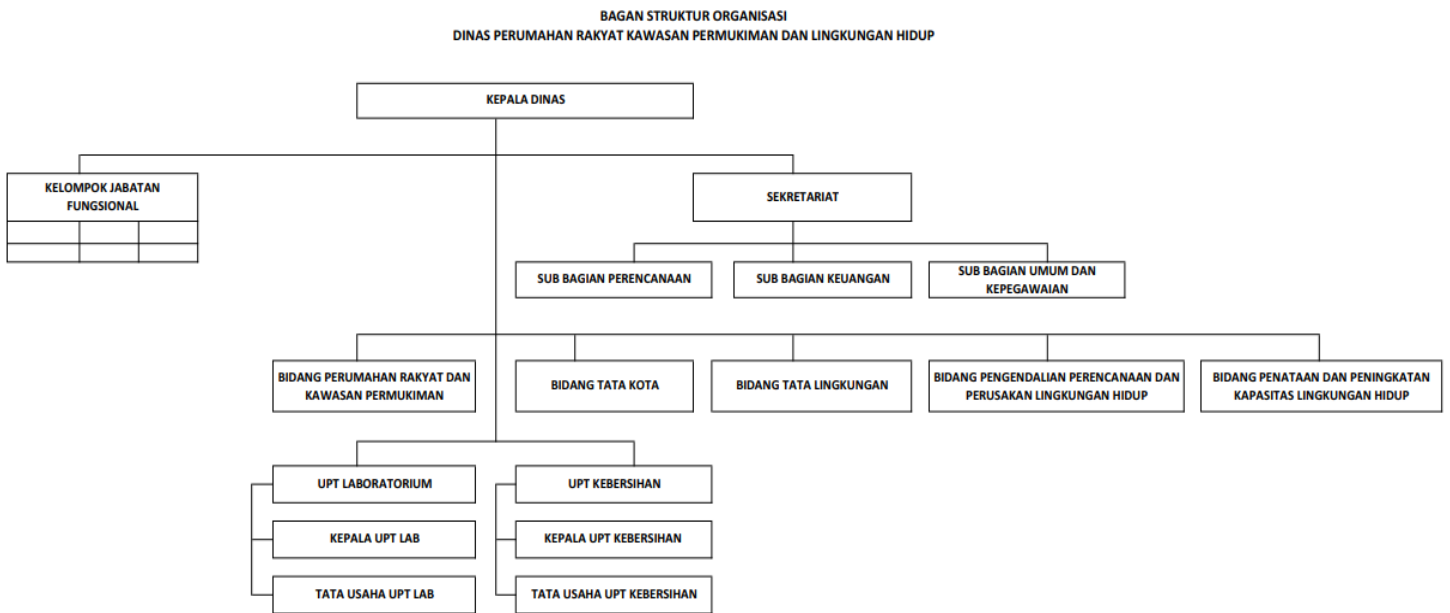 BAGAN STRUKTUR ORGANISASI
DINAS PERUMAHAN RAKYAT KAWASAN PERMUKIMAN DAN LINGKUNGAN HIDUP
KEPALA DINAS
KELOMPOK JABATAN
FUNGSIONAL
SEKRETARIAT
SUB BAGIAN PERENCANAAN
SUB BAGIAN KEUANGAN
SUB BAGIAN UMUM DAN
KEPEGAWAIAN
BIDANG PERUMAHAN RAKYAT DAN
KAWASAN PERMUKIMAN
BIDANG TATA KOTA
BIDANG TATA LINGKUNGAN
BIDANG PENGENDALIAN PERENCANAAN DAN
PERUSAKAN LINGKUNGAN HIDUP
BIDANG PENATAAN DAN PENINGKATAN
KAPASITAS LINGKUNGAN HIDUP
UPT LABORATORIUM
UPT KEBERSIHAN
KEPALA UPT LAB
KEPALA UPT KEBERSIHAN
TATA USAHA UPT LAB
TATA USAHA UPT KEBERSIHAN